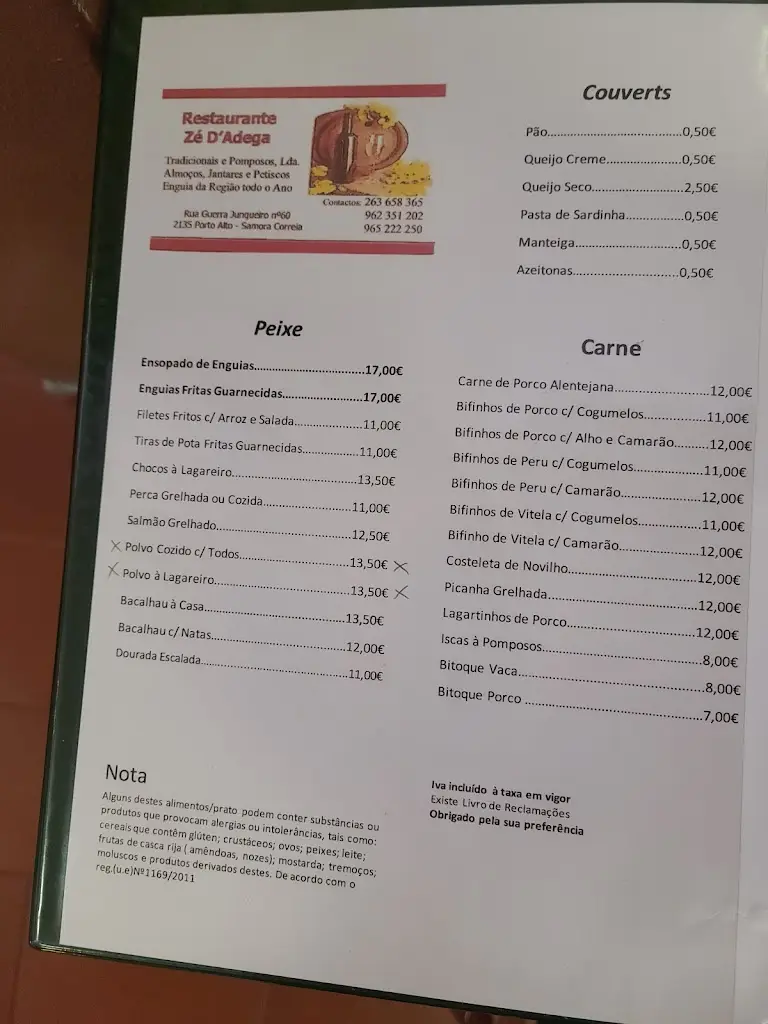 Restaurante
Zé D'Adega
Tradicionais e Pomposos, Lda.
Almoços, Jantares e Petiscos
Enguia da Região todo o Ano
Contactos: 263 658 365
962 351 202
965 222 250
Rua Guerra Junqueiro nº60
2135 Porto Alto - Samora Correia
Couverts
Pão................................0,50€
Queijo Creme..................0,50€
Queijo Seco.....................2,50€
Pasta de Sardinha..............0,50€
Manteiga.........................0,50€
Azeitonas.........................0,50€
Peixe
Ensopado de Enguias............................17,00€
Enguias Fritas Guarnecidas....................17,00€
Filetes Fritos c/ Arroz e Salada.................11,00€
Tiras de Pota Fritas Guarnecidas..............11,00€
Chocos à Lagareiro...............................13,50€
Perca Grelhada ou Cozida......................11,00€
Salmão Grelhado.................................12,50€
X Polvo Cozido c/ Todos...........................13,50€ X
X Polvo à Lagareiro.................................13,50€ X
Bacalhau à Casa...................................13,50€
Bacalhau c/ Natas.................................12,00€
Dourada Escalada.................................11,00€
Carne
Carne de Porco Alentejana.......................12,00€
Bifinhos de Porco c/ Cogumelos...............11,00€
Bifinhos de Porco c/ Alho e Camarão.........12,00€
Bifinhos de Peru c/ Cogumelos.................11,00€
Bifinhos de Peru c/ Camarão....................12,00€
Bifinhos de Vitela c/ Cogumelos................11,00€
Bifinho de Vitela c/ Camarão....................12,00€
Costeleta de Novilho..............................12,00€
Picanha Grelhada..................................12,00€
Lagartinhos de Porco..............................12,00€
Iscas à Pomposos..................................8,00€
Bitoque Vaca........................................8,00€
Bitoque Porco .......................................7,00€
Nota
Alguns destes alimentos/prato podem conter substâncias ou
produtos que provocam alergias ou intolerâncias, tais como:
cereais que contêm glúten; crustáceos; ovos; peixes; leite;
frutas de casca rija ( amêndoas, nozes); mostarda; tremoços;
moluscos e produtos derivados destes. De acordo com o
reg.(u.e)Nº1169/2011
Iva incluído à taxa em vigor
Existe Livro de Reclamações
Obrigado pela sua preferência